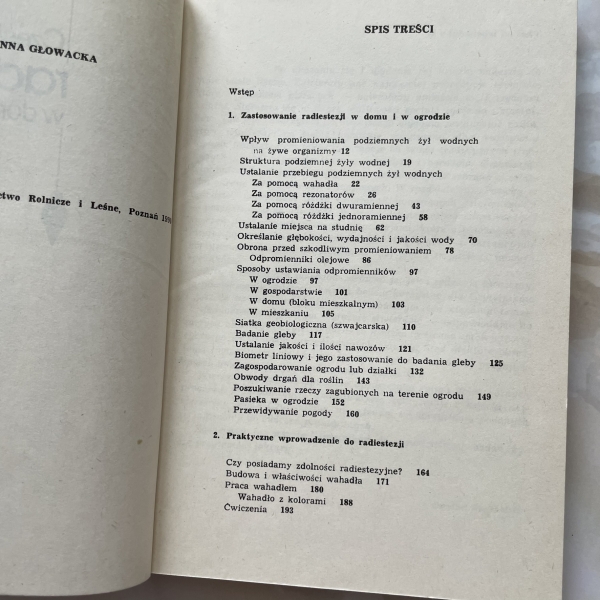 NNA GŁOWACKA
two Rolnicze i Leśne, Poznań
SPIS TREŚCI
Wstęp
1. Zastosowanie radiestezji w domu i w ogrodzie
Wpływ promieniowania podziemnych żył wodnych
na żywe organizmy 12
Struktura podziemnej żyły wodnej 19
Ustalanie przebiegu podziemnych żył wodnych
Za pomocą wahadła 22
Za pomocą rezonatorów 26
Za pomocą różdżki dwuramiennej 43
Za pomocą różdżki jednoramiennej 58
Ustalanie miejsca na studnię 62
Określanie głębokości, wydajności i jakości wody 70
Obrona przed szkodliwym promieniowaniem 78
Odpromienniki olejowe 86
Sposoby ustawiania odpromienników 97
W ogrodzie 97
W gospodarstwie 101
W domu (bloku mieszkalnym) 103
W mieszkaniu 105
Siatka geobiologiczna (szwajcarska) 110
Badanie gleby 117
Ustalanie jakości i ilości nawozów 121
Biometr liniowy i jego zastosowanie do badania gleby 125
Zagospodarowanie ogrodu lub działki 132
Obwody drgań dla roślin 143
Poszukiwanie rzeczy zagubionych na terenie ogrodu 149
Pasieka w ogrodzie 152
Przewidywanie pogody 160
2. Praktyczne wprowadzenie do radiestezji
Czy posiadamy zdolności radiestezyjne? 164
Budowa i właściwości wahadła 171
Praca wahadłem 180
Wahadło z kolorami 188
Ćwiczenia 193